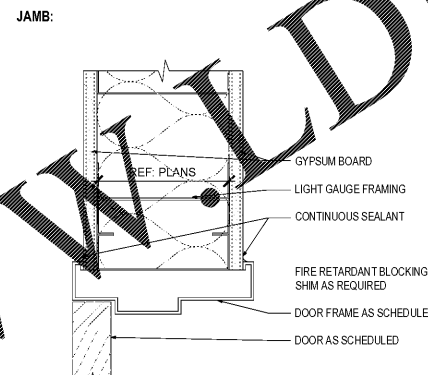 JAMB:
REF: PLANS
GYPSUM BOARD
LIGHT GAUGE FRAMING
CONTINUOUS SEALANT
FIRE RETARDANT BLOCKING
SHIM AS REQUIRED
DOOR FRAME AS SCHEDULE
DOOR AS SCHEDULED